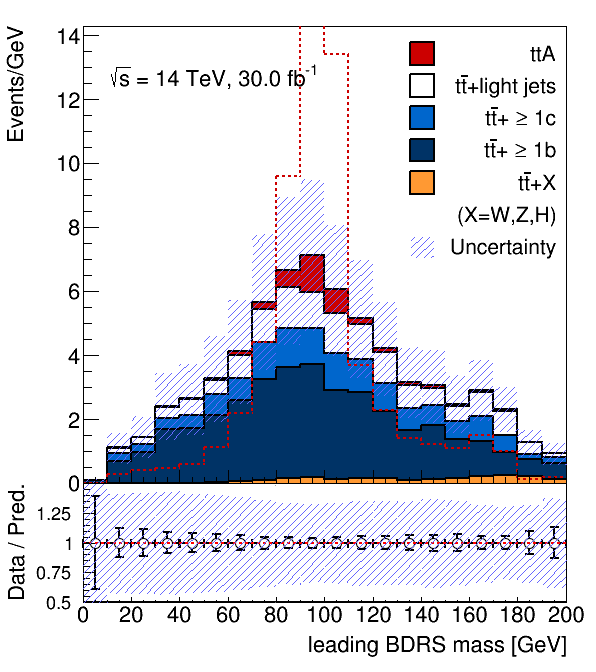 Events/GeV
14
12
10
8
6
4
2
0
√s = 14 TeV, 30.0 fb⁻¹
ttA
tt̄+light jets
tt̄+ ≥ 1c
tt̄+ ≥ 1b
tt̄+X
(X=W,Z,H)
Uncertainty
Data / Pred.
1.25
1
0.75
0.5
0 20 40 60 80 100 120 140 160 180 200
leading BDRS mass [GeV]